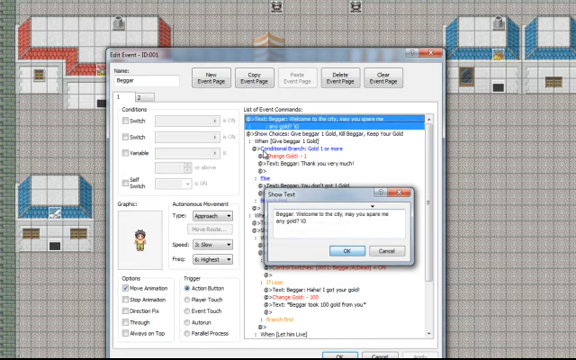 Edit Event - ID:001
Name:
Beggar
New Event Page
Copy Event Page
Paste Event Page
Delete Event Page
Clear Event Page
1
2
Conditions
Switch
is ON
Switch
is ON
Variable
is
or above
Self Switch
is ON
Graphic:
Autonomous Movement
Type:
Approach
Move Route...
Speed:
3: Slow
Freq:
6: Highest
Options
Move Animation
Stop Animation
Direction Fix
Through
Always on Top
Trigger
Action Button
Player Touch
Event Touch
Autorun
Parallel Process
List of Event Commands:
@>Text: Beggar: Welcome to the city, may you spare me
: any gold? \G
@>Show Choices: Give beggar 1 Gold, Kill Beggar, Keep Your Gold
: When [Give beggar 1 Gold]
@>Conditional Branch: Gold 1 or more
@>Change Gold: - 1
@>Text: Beggar: Thank you very much!
@>
: Else
@>Text: Beggar: You don't got 1 Gold
Show Text
Beggar: Welcome to the city, may you spare me
any gold? \G
OK
Cancel
@>
: If Lose
@>Text: Beggar: Haha! I got your gold!
@>Change Gold: - 100
@>Text: *Beggar took 100 gold from you*
@>
: Branch End
@>
: When [Let him Live]
OK
Cancel
Apply